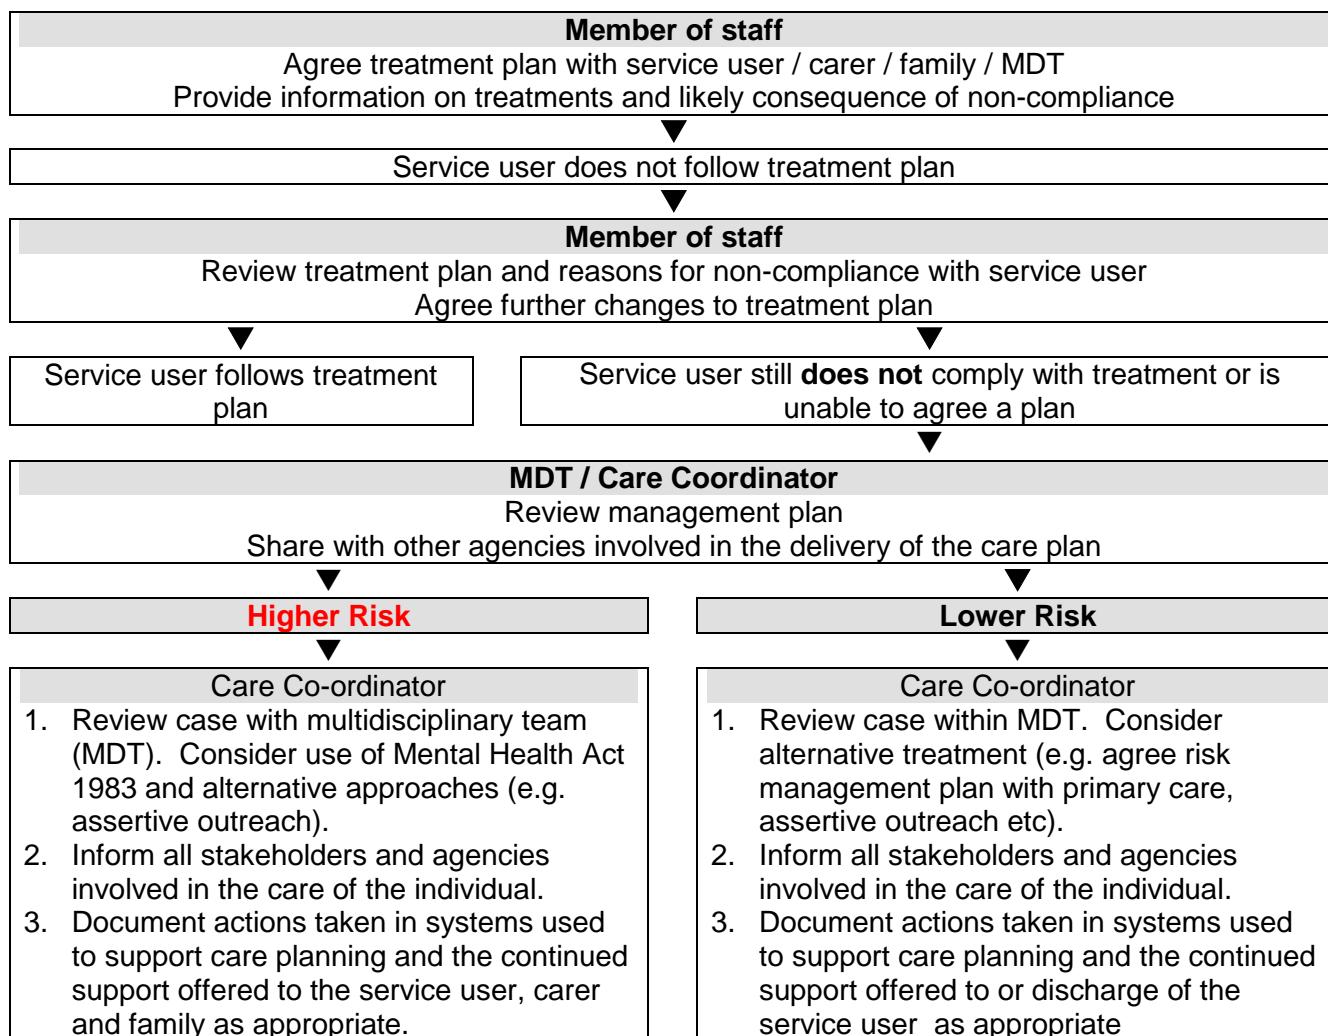 Member of staff
Agree treatment plan with service user / carer / family / MDT
Provide information on treatments and likely consequence of non-compliance
Service user does not follow treatment plan
Member of staff
Review treatment plan and reasons for non-compliance with service user
Agree further changes to treatment plan
Service user follows treatment
plan
Service user still does not comply with treatment or is
unable to agree a plan
MDT / Care Coordinator
Review management plan
Share with other agencies involved in the delivery of the care plan
Higher Risk
Care Co-ordinator
1. Review case with multidisciplinary team
(MDT). Consider use of Mental Health Act
1983 and alternative approaches (e.g.
assertive outreach).
2. Inform all stakeholders and agencies
involved in the care of the individual.
3. Document actions taken in systems used
to support care planning and the continued
support offered to the service user, carer
and family as appropriate.
Lower Risk
Care Co-ordinator
1. Review case within MDT. Consider
alternative treatment (e.g. agree risk
management plan with primary care,
assertive outreach etc).
2. Inform all stakeholders and agencies
involved in the care of the individual.
3. Document actions taken in systems used
to support care planning and the continued
support offered to or discharge of the
service user as appropriate